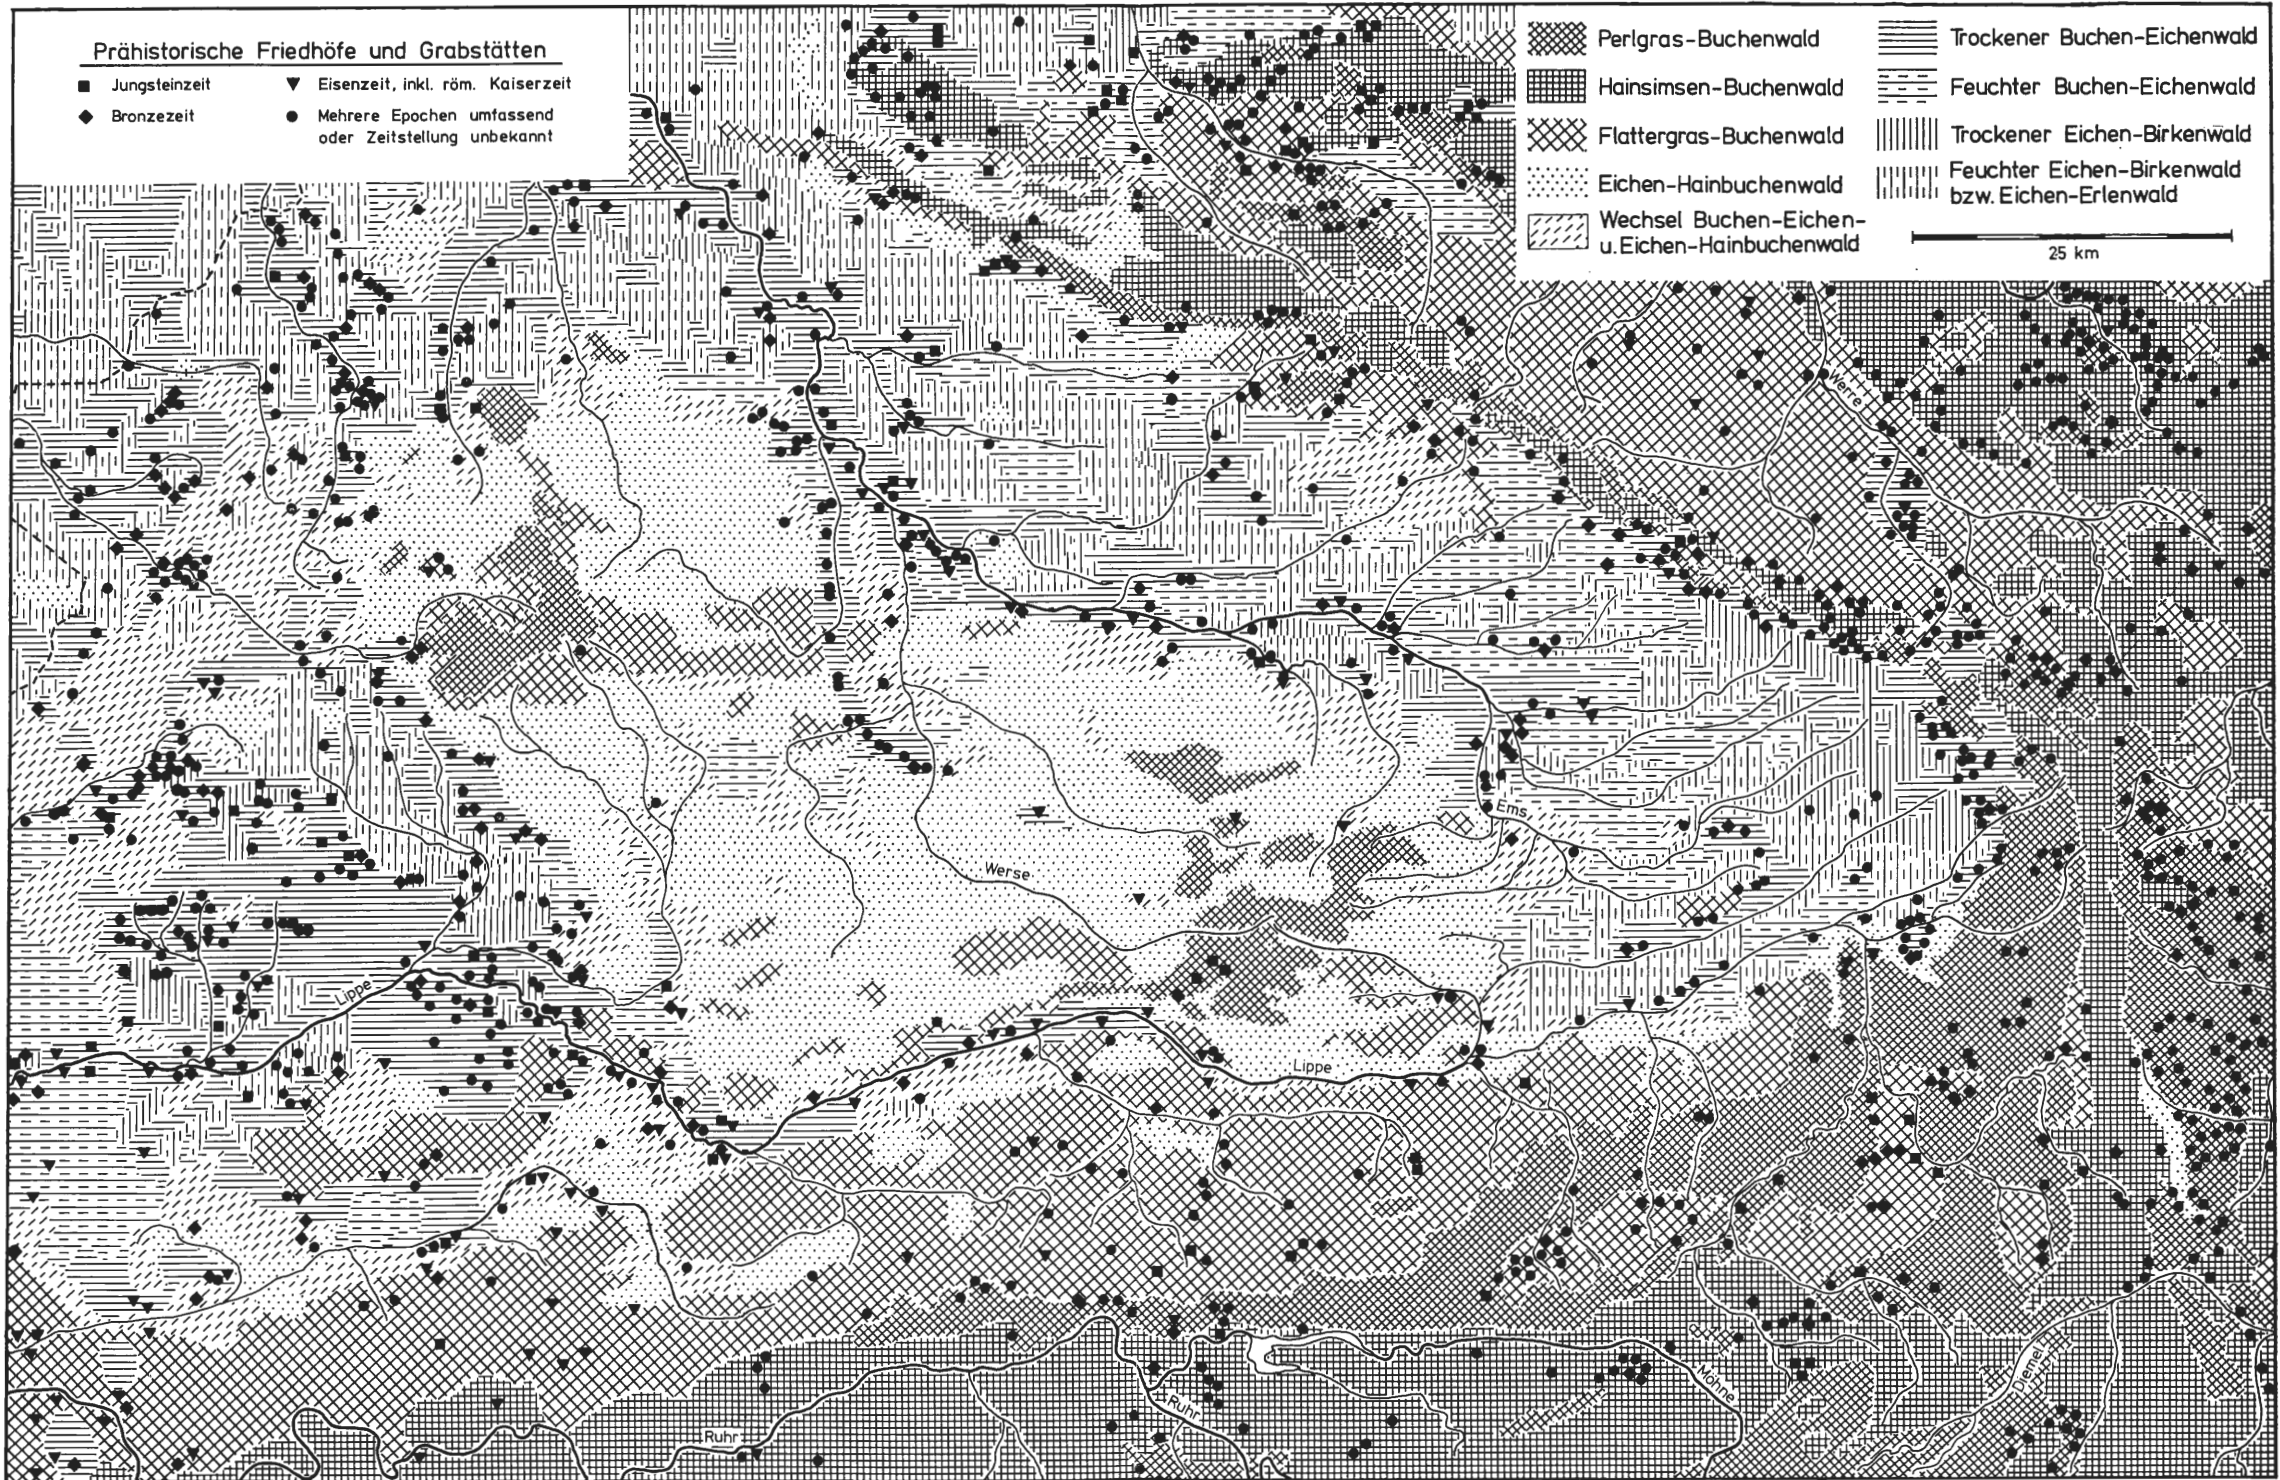 Prähistorische Friedhöfe und Grabstätten
Jungsteinzeit
Bronzezeit
Eisenzeit, inkl. röm. Kaiserzeit
Mehrere Epochen umfassend
oder Zeitstellung unbekannt
Perlgras-Buchenwald
Hainsimsen-Buchenwald
Flattergras-Buchenwald
Eichen-Hainbuchenwald
Wechsel Buchen-Eichen-
u. Eichen-Hainbuchenwald
Trockener Buchen-Eichenwald
Feuchter Buchen-Eichenwald
Trockener Eichen-Birkenwald
Feuchter Eichen-Birkenwald
bzw. Eichen-Erlenwald
25 km
Werre
Ems
Werse
Lippe
Lippe
Ruhr
Ruhr
Möhne
Diemel